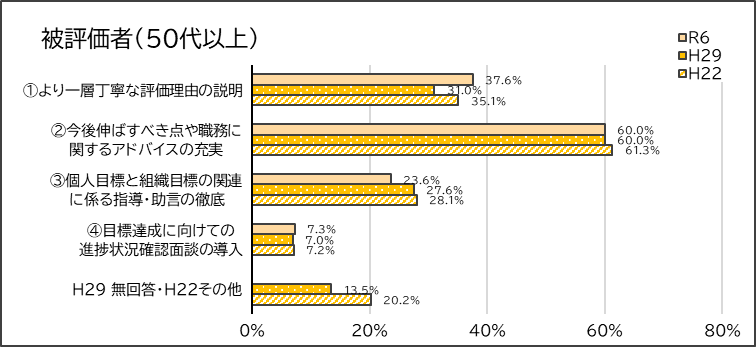 被評価者（50代以上）
R6
H29
H22
①より一層丁寧な評価理由の説明
37.6%
31.0%
35.1%
②今後伸ばすべき点や職務に
関するアドバイスの充実
60.0%
60.0%
61.3%
③個人目標と組織目標の関連
に係る指導・助言の徹底
23.6%
27.6%
28.1%
④目標達成に向けての
進捗状況確認面談の導入
7.3%
7.0%
7.2%
H29 無回答・H22その他
13.5%
20.2%
0% 20% 40% 60% 80%